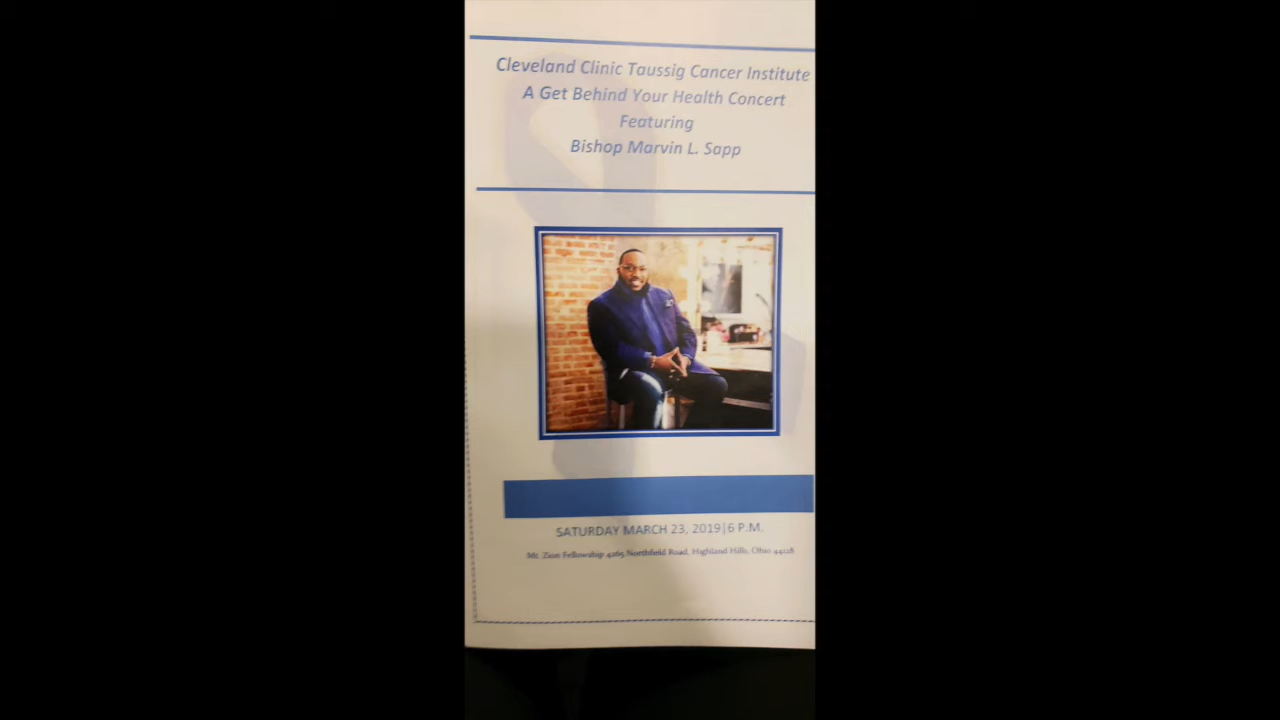 Cleveland Clinic Taussig Cancer Institute
A Get Behind Your Health Concert
Featuring
Bishop Marvin L. Sapp
SATURDAY MARCH 23, 2019|6 P.M.
Mt. Zion Fellowship 4265 Northfield Road, Highland Hills, Ohio 44128